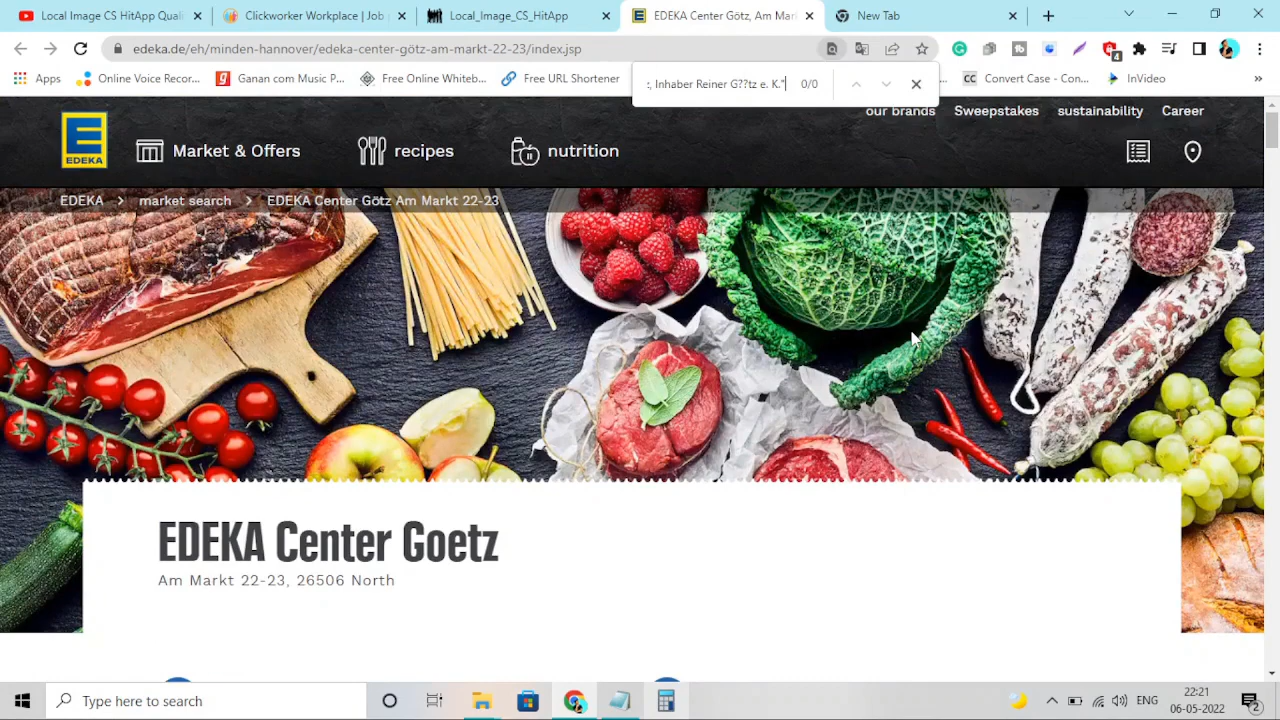 Local Image CS HitApp Quali
Clickworker Workplace | Job p
Local_Image_CS_HitApp
EDEKA Center Götz, Am Mar
New Tab
edeka.de/eh/minden-hannover/edeka-center-götz-am-markt-22-23/index.jsp
4
Apps
Online Voice Recor...
Ganan com Music P...
Free Online Whiteb...
Free URL Shortener
Convert Case - Con...
InVideo
»
:, Inhaber Reiner G??tz e. K."
0/0
our brands
Sweepstakes
sustainability
Career
EDEKA
Market & Offers
recipes
nutrition
EDEKA > market search > EDEKA Center Götz Am Markt 22-23
EDEKA Center Goetz
Am Markt 22-23, 26506 North
Type here to search
ENG
22:21
06-05-2022
2